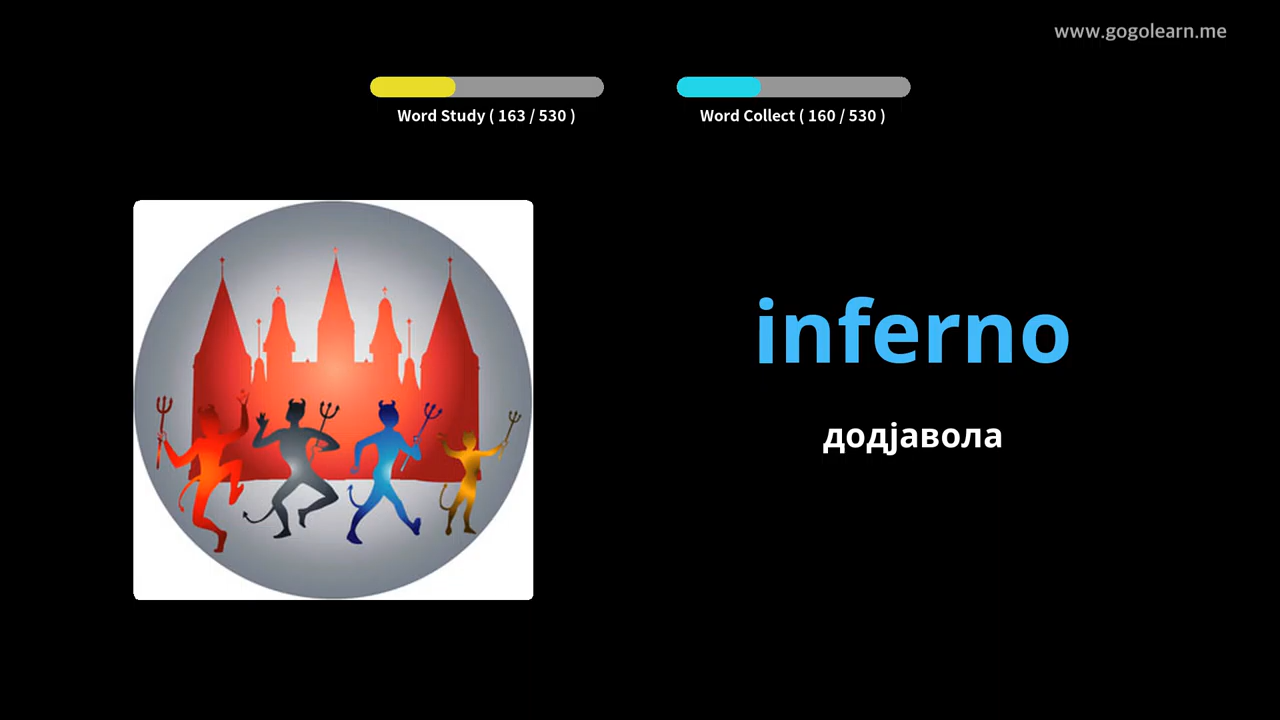 www.gogolearn.me
Word Study ( 163 / 530 )
Word Collect ( 160 / 530 )
inferno
додјавола